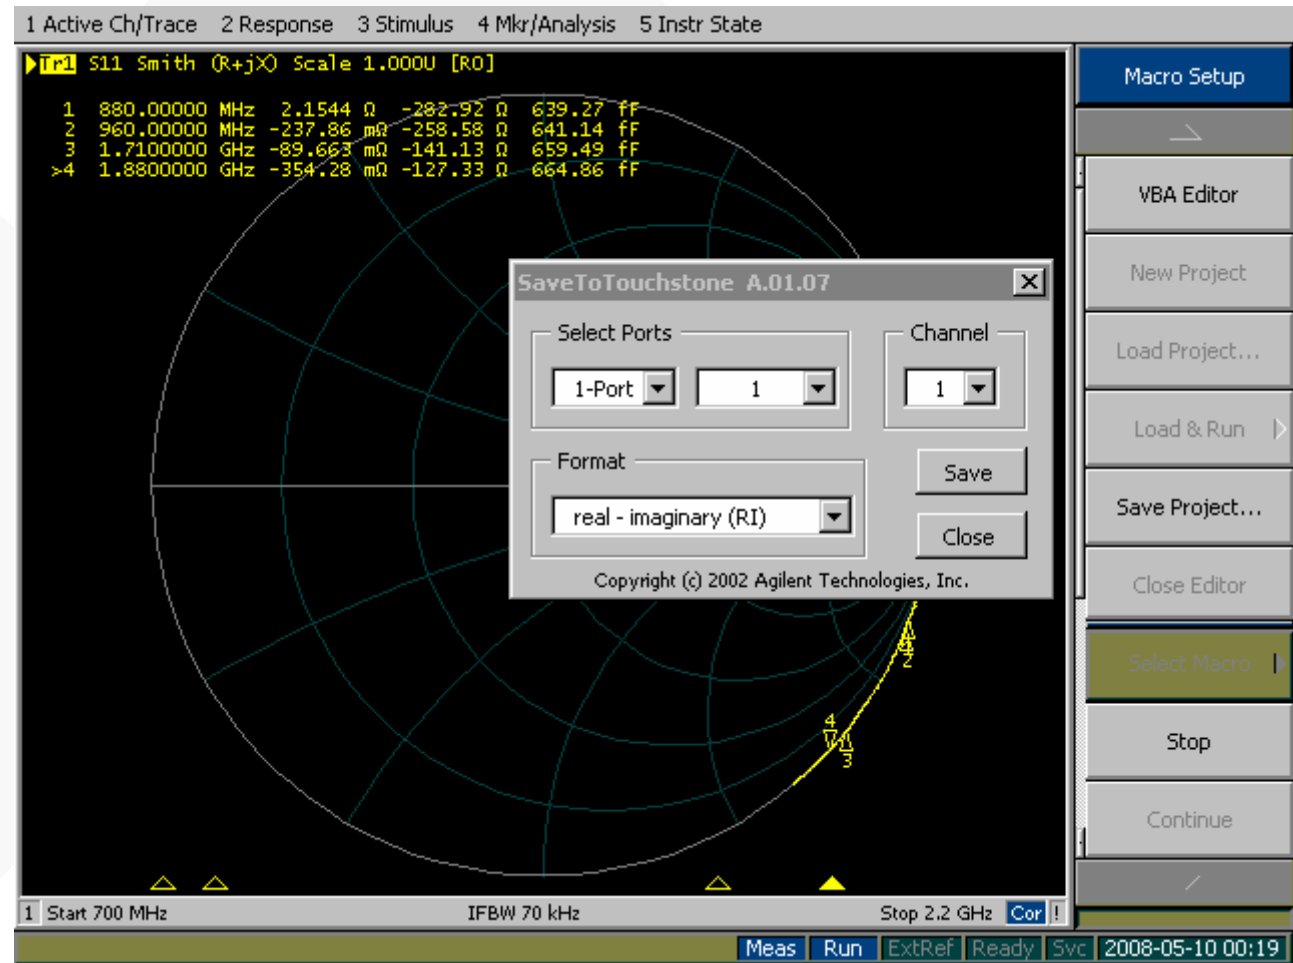 1 Active Ch/Trace 2 Response 3 Stimulus 4 Mkr/Analysis 5 Instr State
Tr1 S11 Smith (R+jX) Scale 1.000U [R0]
1 880.00000 MHz 2.1544 Ω -282.92 Ω 639.27 fF
2 960.00000 MHz -237.86 mΩ -258.58 Ω 641.14 fF
3 1.7100000 GHz -89.663 mΩ -141.13 Ω 659.49 fF
>4 1.8800000 GHz -354.28 mΩ -127.33 Ω 664.86 fF
SaveToTouchstone A.01.07
Select Ports
Channel
1-Port
1
1
Format
real - imaginary (RI)
Save
Close
Copyright (c) 2002 Agilent Technologies, Inc.
2
4
3
1 Start 700 MHz
IFBW 70 kHz
Stop 2.2 GHz Cor !
Macro Setup
VBA Editor
New Project
Load Project...
Load & Run
Save Project...
Close Editor
Select Macro
Stop
Continue
Meas Run ExtRef Ready Svc 2008-05-10 00:19